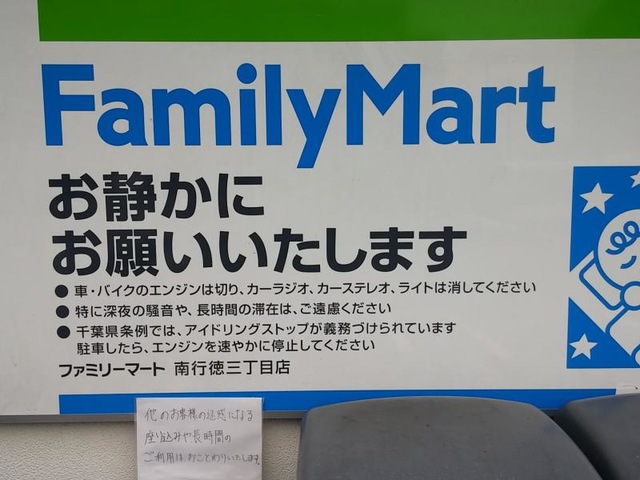 FamilyMart
お静かに
お願いいたします
● 車・バイクのエンジンは切り、カーラジオ、カーステレオ、ライトは消してください
● 特に深夜の騒音や、長時間の滞在は、ご遠慮ください
● 千葉県条例では、アイドリングストップが義務づけられています
駐車したら、エンジンを速やかに停止してください
ファミリーマート 南行徳三丁目店
他のお客様の迷惑になる
座り込みや長時間の
ご利用はおことわりいたします。